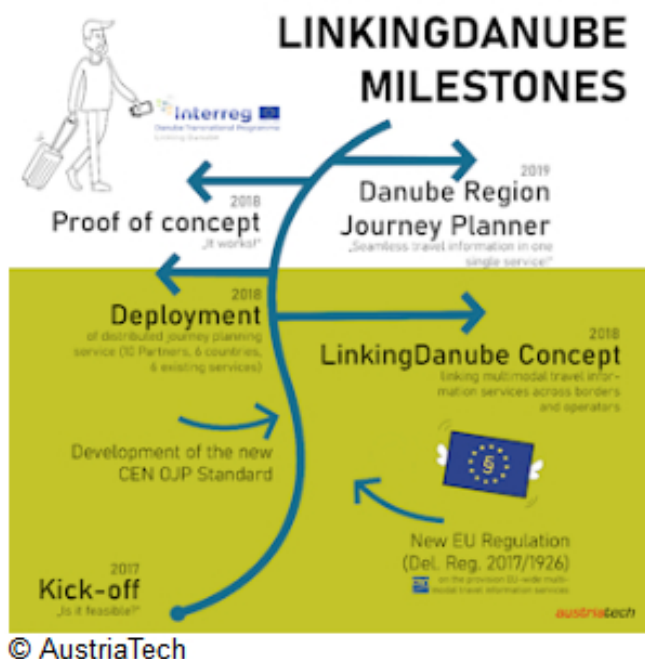 LINKINGDANUBE
MILESTONES
Interreg
Danube Transnational Programme
Linking Danube
2019
Danube Region
Journey Planner
„Seamless travel information in one
single service!"
2018
Proof of concept
„It works!"
2018
Deployment
of distributed journey planning
service (10 Partners, 6 countries,
6 existing services)
2018
LinkingDanube Concept
linking multimodal travel infor-
mation services across borders
and operators
Development of the new
CEN OJP Standard
§
New EU Regulation
(Del. Reg. 2017/1926)
on the provision EU-wide multi-
modal travel information services
2017
Kick-off
„Is it feasible?"
austriatech
© AustriaTech